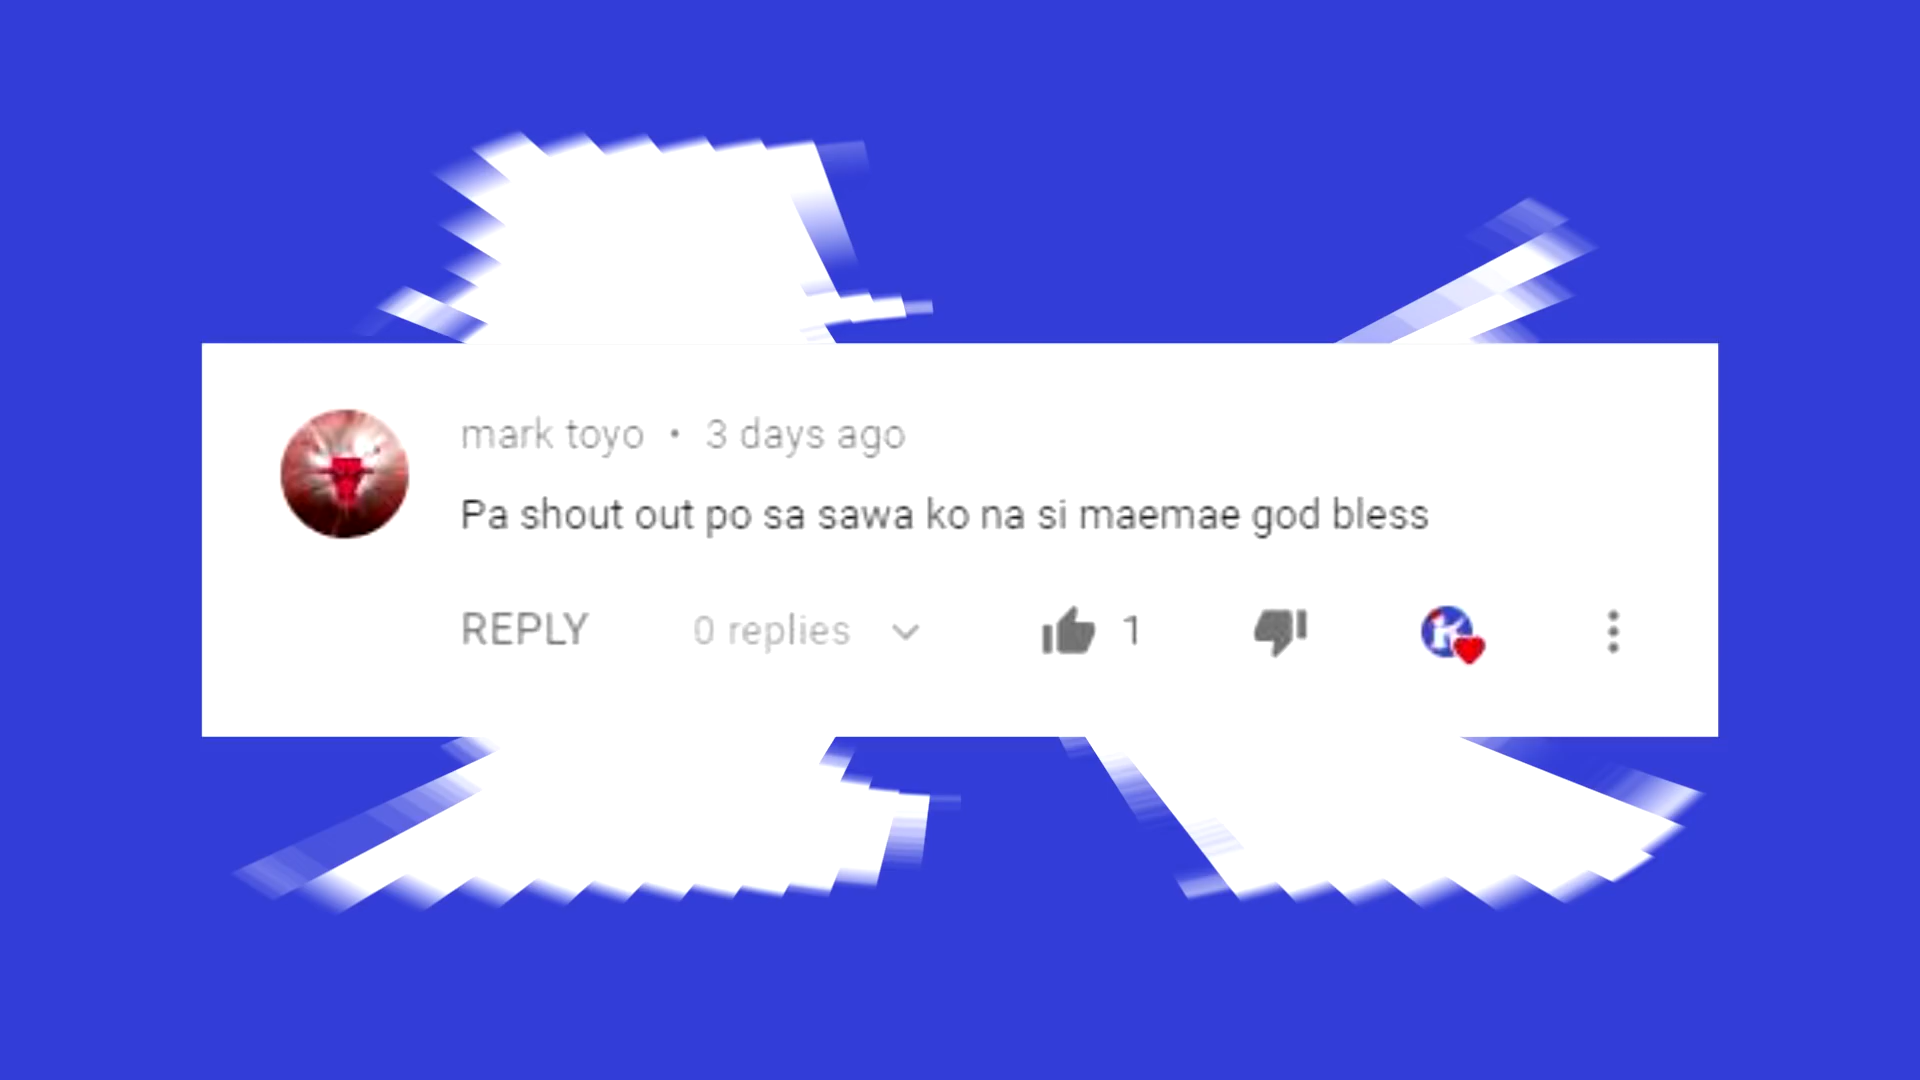 mark toyo • 3 days ago
Pa shout out po sa sawa ko na si maemae god bless
REPLY 0 replies 1